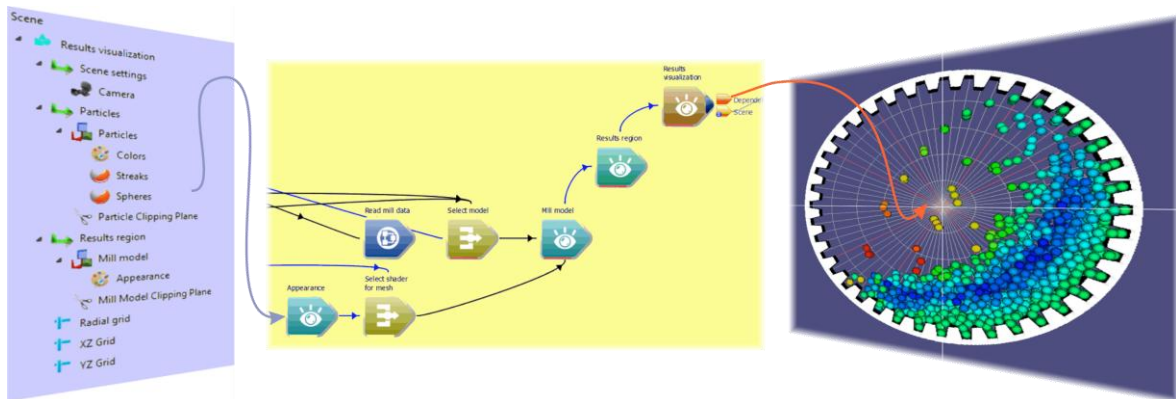 Scene
Results visualization
Scene settings
Camera
Particles
Particles
Colors
Streaks
Spheres
Particle Clipping Plane
Results region
Mill model
Appearance
Mill Model Clipping Plane
Radial grid
XZ Grid
YZ Grid
Results
visualization
Depende
Scene
Results region
Read mill data
Select model
Mill model
Appearance
Select shader
for mesh